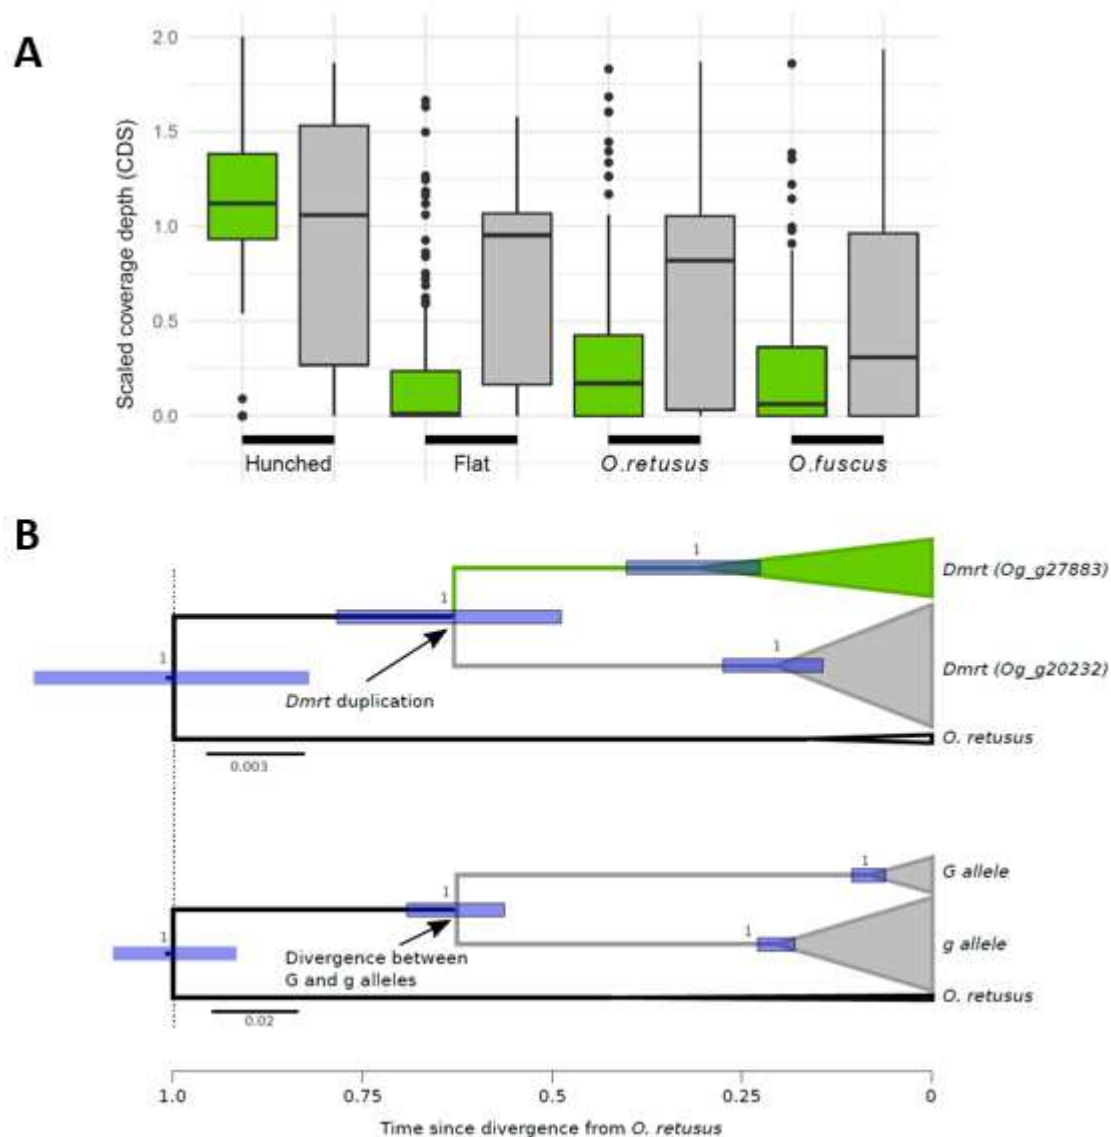 A
Scaled coverage depth (CDS)
2.0
1.5
1.0
0.5
0.0
Hunched
Flat
O.retusus
O.fuscus
B
1
1
Dmrt (Og_g27883)
1
1
1
Dmrt (Og_g20232)
Dmrt duplication
O. retusus
0.003
1
G allele
1
1
1
g allele
Divergence between
G and g alleles
O. retusus
0.02
1.0
0.75
0.5
0.25
0
Time since divergence from O. retusus